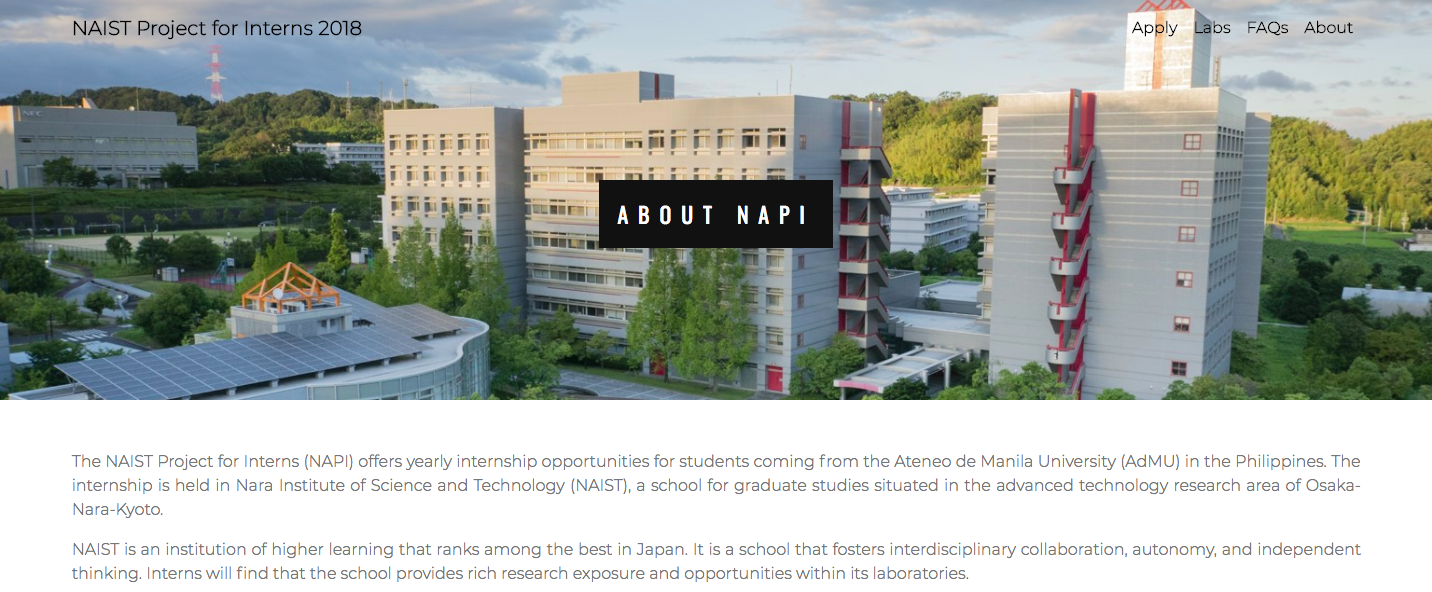 NAIST Project for Interns 2018
Apply Labs FAQs About
NEC
ABOUT NAPI
The NAIST Project for Interns (NAPI) offers yearly internship opportunities for students coming from the Ateneo de Manila University (AdMU) in the Philippines. The
internship is held in Nara Institute of Science and Technology (NAIST), a school for graduate studies situated in the advanced technology research area of Osaka-
Nara-Kyoto.
NAIST is an institution of higher learning that ranks among the best in Japan. It is a school that fosters interdisciplinary collaboration, autonomy, and independent
thinking. Interns will find that the school provides rich research exposure and opportunities within its laboratories.